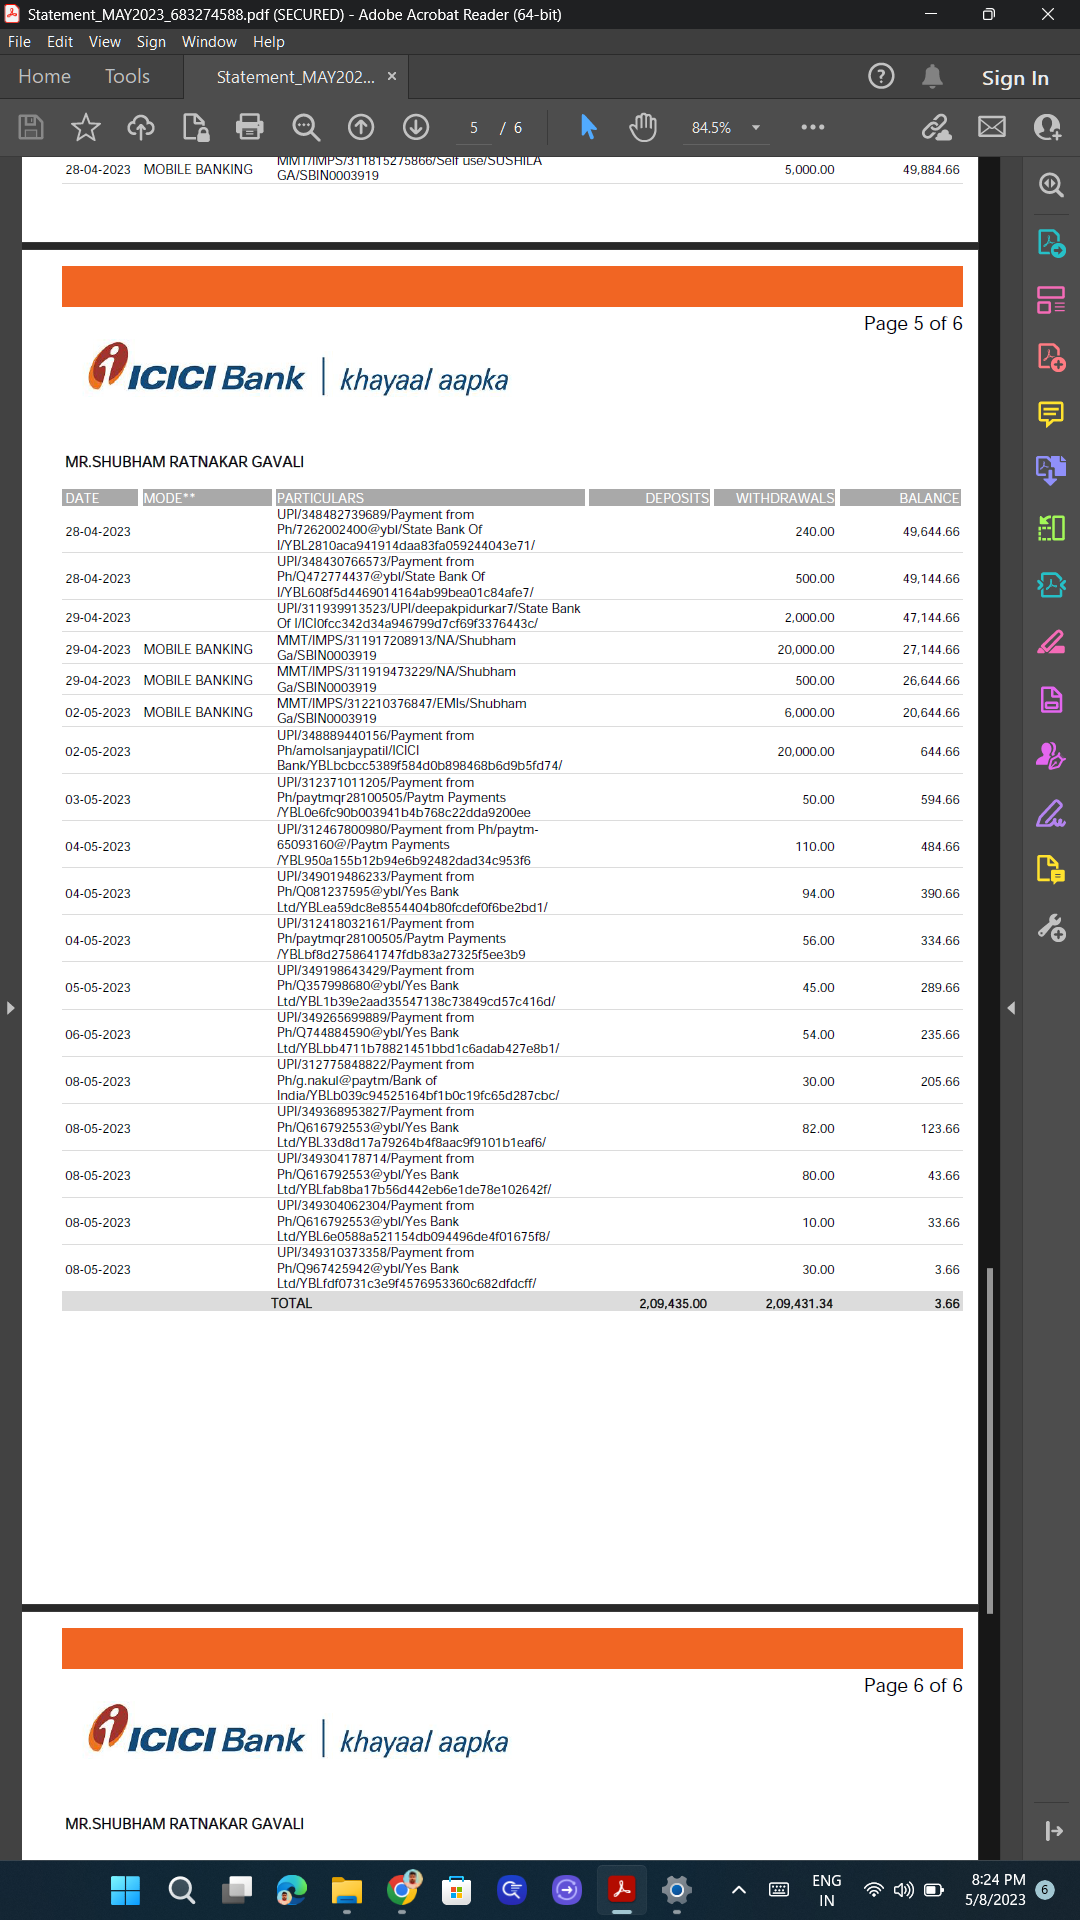 Statement_MAY2023_683274588.pdf (SECURED) - Adobe Acrobat Reader (64-bit)
File Edit View Sign Window Help
Home Tools Statement_MAY202... × Sign In
5 / 6 84.5%
28-04-2023 MOBILE BANKING MMT/IMPS/311815275866/Self use/SUSHILA
GA/SBIN0003919 5,000.00 49,884.66
Page 5 of 6
ICICI Bank | khayaal aapka
MR.SHUBHAM RATNAKAR GAVALI
DATE MODE** PARTICULARS DEPOSITS WITHDRAWALS BALANCE
UPI/348482739689/Payment from
28-04-2023 Ph/7262002400@ybl/State Bank Of 240.00 49,644.66
I/YBL2810aca941914daa83fa059244043e71/
UPI/348430766573/Payment from
28-04-2023 Ph/Q472774437@ybl/State Bank Of 500.00 49,144.66
I/YBL608f5d4469014164ab99bea01c84afe7/
UPI/311939913523/UPI/deepakpidurkar7/State Bank
29-04-2023 Of I/ICI0fcc342d34a946799d7cf69f3376443c/ 2,000.00 47,144.66
MMT/IMPS/311917208913/NA/Shubham
29-04-2023 MOBILE BANKING Ga/SBIN0003919 20,000.00 27,144.66
MMT/IMPS/311919473229/NA/Shubham
29-04-2023 MOBILE BANKING Ga/SBIN0003919 500.00 26,644.66
MMT/IMPS/312210376847/EMIs/Shubham
02-05-2023 MOBILE BANKING Ga/SBIN0003919 6,000.00 20,644.66
UPI/348889440156/Payment from
02-05-2023 Ph/amolsanjaypatil/ICICI 20,000.00 644.66
Bank/YBLbcbcc5389f584d0b898468b6d9b5fd74/
UPI/312371011205/Payment from
03-05-2023 Ph/paytmqr28100505/Paytm Payments 50.00 594.66
/YBL0e6fc90b003941b4b768c22dda9200ee
UPI/312467800980/Payment from Ph/paytm-
04-05-2023 65093160@/Paytm Payments 110.00 484.66
/YBL950a155b12b94e6b92482dad34c953f6
UPI/349019486233/Payment from
04-05-2023 Ph/Q081237595@ybl/Yes Bank 94.00 390.66
Ltd/YBLea59dc8e8554404b80fcdef0f6be2bd1/
UPI/312418032161/Payment from
04-05-2023 Ph/paytmqr28100505/Paytm Payments 56.00 334.66
/YBLbf8d2758641747fdb83a27325f5ee3b9
UPI/349198643429/Payment from
05-05-2023 Ph/Q357998680@ybl/Yes Bank 45.00 289.66
Ltd/YBL1b39e2aad35547138c73849cd57c416d/
UPI/349265699889/Payment from
06-05-2023 Ph/Q744884590@ybl/Yes Bank 54.00 235.66
Ltd/YBLbb4711b78821451bbd1c6adab427e8b1/
UPI/312775848822/Payment from
08-05-2023 Ph/g.nakul@paytm/Bank of 30.00 205.66
India/YBLb039c94525164bf1b0c19fc65d287cbc/
UPI/349368953827/Payment from
08-05-2023 Ph/Q616792553@ybl/Yes Bank 82.00 123.66
Ltd/YBL33d8d17a79264b4f8aac9f9101b1eaf6/
UPI/349304178714/Payment from
08-05-2023 Ph/Q616792553@ybl/Yes Bank 80.00 43.66
Ltd/YBLfab8ba17b56d442eb6e1de78e102642f/
UPI/349304062304/Payment from
08-05-2023 Ph/Q616792553@ybl/Yes Bank 10.00 33.66
Ltd/YBL6e0588a521154db094496de4f01675f8/
UPI/349310373358/Payment from
08-05-2023 Ph/Q967425942@ybl/Yes Bank 30.00 3.66
Ltd/YBLfdf0731c3e9f4576953360c682dfdcff/
TOTAL 2,09,435.00 2,09,431.34 3.66
Page 6 of 6
ICICI Bank | khayaal aapka
MR.SHUBHAM RATNAKAR GAVALI
ENG 8:24 PM
IN 5/8/2023 6